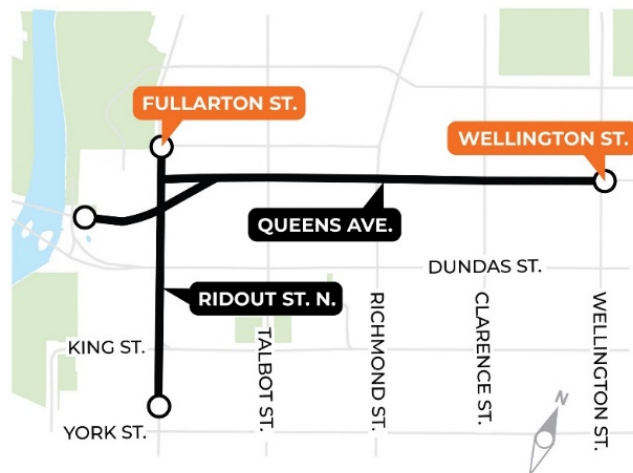 FULLARTON ST.
WELLINGTON ST.
QUEENS AVE.
DUNDAS ST.
RIDOUT ST. N.
KING ST.
TALBOT ST.
RICHMOND ST.
CLARENCE ST.
WELLINGTON ST.
YORK ST.
N